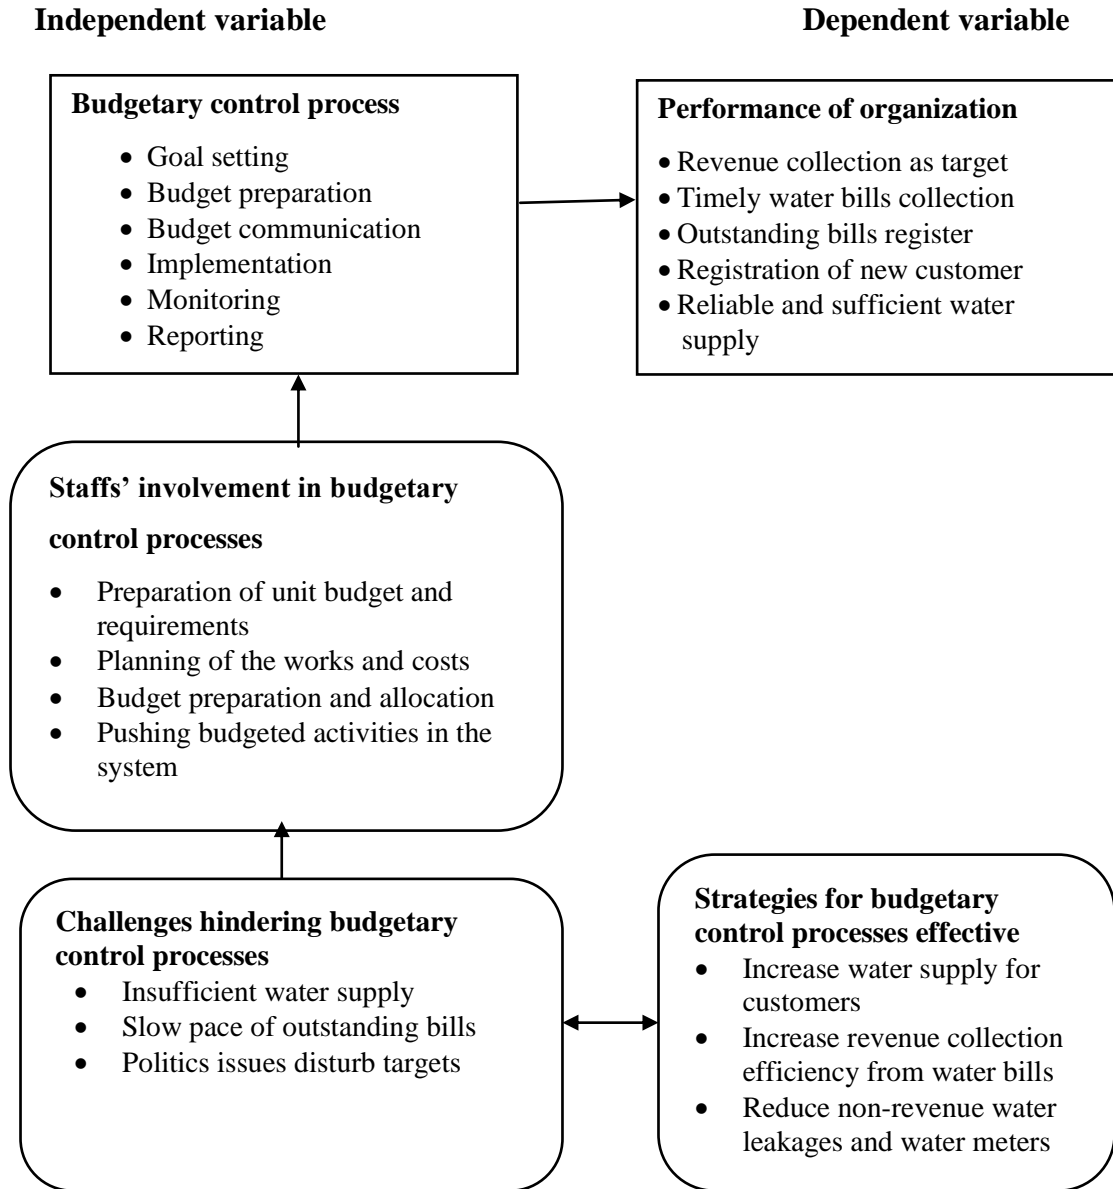 Independent variable
Dependent variable
Budgetary control process
• Goal setting
• Budget preparation
• Budget communication
• Implementation
• Monitoring
• Reporting
Performance of organization
• Revenue collection as target
• Timely water bills collection
• Outstanding bills register
• Registration of new customer
• Reliable and sufficient water
supply
Staffs’ involvement in budgetary
control processes
• Preparation of unit budget and
requirements
• Planning of the works and costs
• Budget preparation and allocation
• Pushing budgeted activities in the
system
Challenges hindering budgetary
control processes
• Insufficient water supply
• Slow pace of outstanding bills
• Politics issues disturb targets
Strategies for budgetary
control processes effective
• Increase water supply for
customers
• Increase revenue collection
efficiency from water bills
• Reduce non-revenue water
leakages and water meters